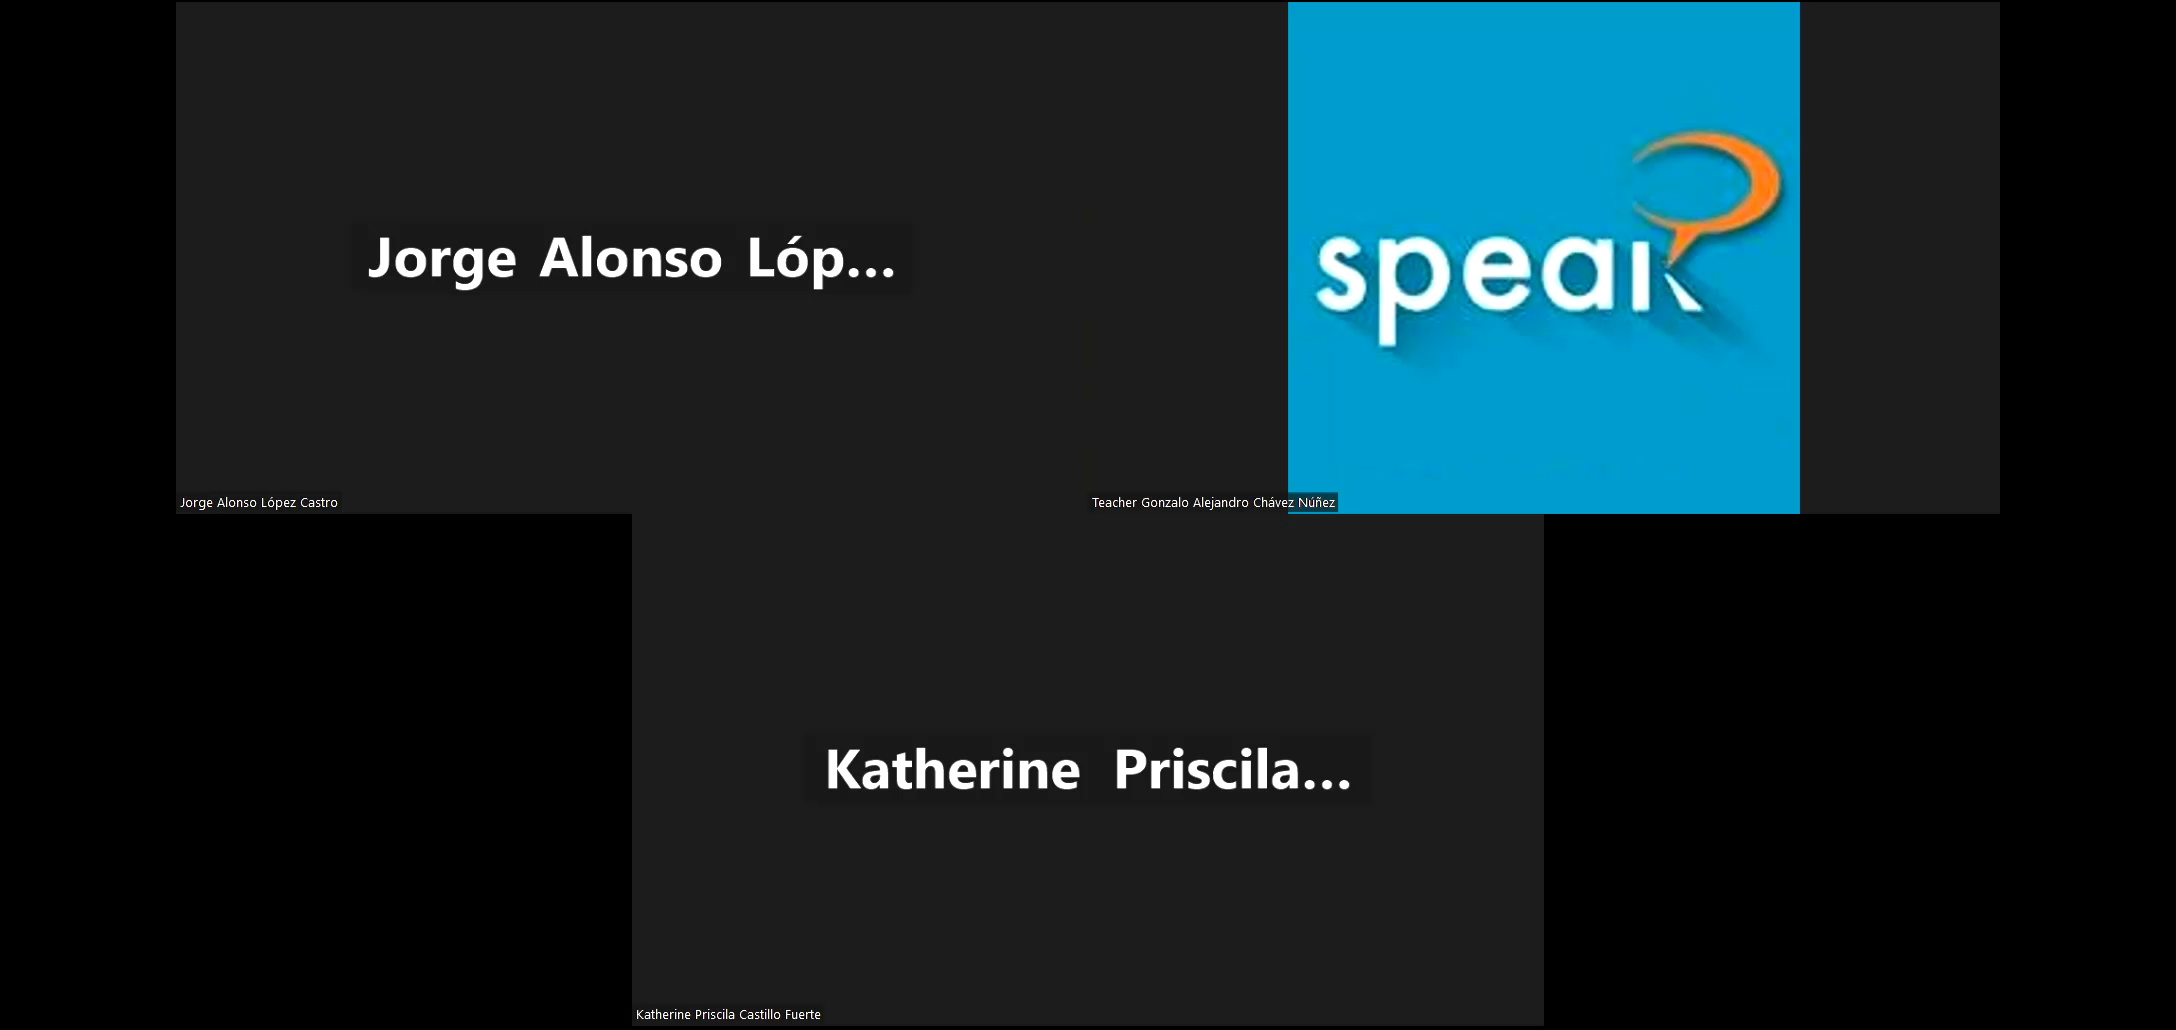 Jorge Alonso Lóp...
Jorge Alonso López Castro
speak
Teacher Gonzalo Alejandro Chávez Núñez
Katherine Priscila...
Katherine Priscila Castillo Fuerte